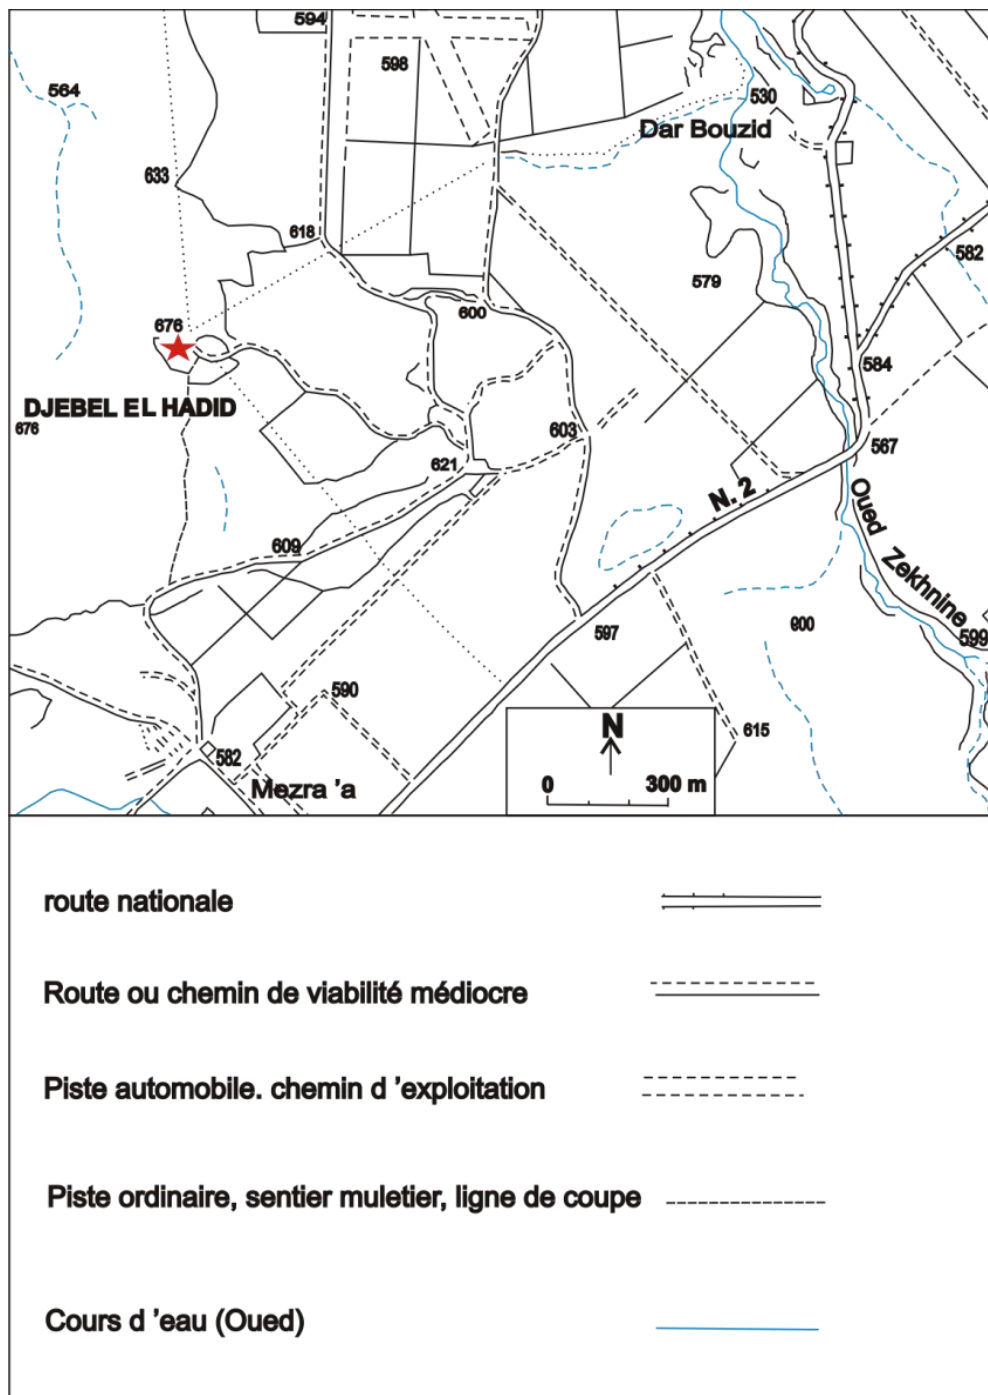 594
598
564
530
Dar Bouzid
633
618
582
579
600
676
584
DJEBEL EL HADID
676
603
567
621
N. 2
Oued Zekhnine
609
597
600
599
590
615
582
Mezra 'a
N
0 300 m
route nationale
Route ou chemin de viabilité médiocre
Piste automobile. chemin d 'exploitation
Piste ordinaire, sentier muletier, ligne de coupe
Cours d 'eau (Oued)